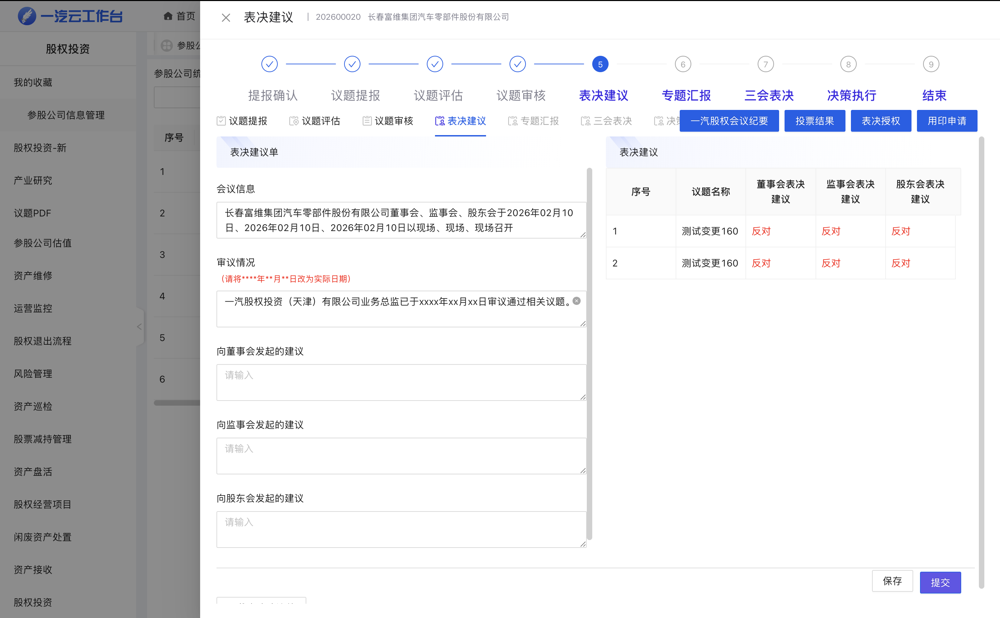 一汽云工作台
首页
股权投资
我的收藏
参股公司信息管理
股权投资-新
产业研究
议题PDF
参股公司估值
资产维修
运营监控
股权退出流程
风险管理
资产巡检
股票减持管理
资产盘活
股权经营项目
闲废资产处置
资产接收
股权投资
参股公
参股公司统
序号
1
2
3
4
5
6
表决建议 | 202600020 长春富维集团汽车零部件股份有限公司
5 6 7 8 9
提报确认 议题提报 议题评估 议题审核 表决建议 专题汇报 三会表决 决策执行 结束
议题提报 议题评估 议题审核 表决建议 专题汇报 三会表决 决 一汽股权会议纪要 投票结果 表决授权 用印申请
表决建议单
会议信息
长春富维集团汽车零部件股份有限公司董事会、监事会、股东会于2026年02月10
日、2026年02月10日、2026年02月10日以现场、现场、现场召开
审议情况
（请将****年**月**日改为实际日期）
一汽股权投资（天津）有限公司业务总监已于xxxx年xx月xx日审议通过相关议题。
向董事会发起的建议
请输入
向监事会发起的建议
请输入
向股东会发起的建议
请输入
表决建议
序号 议题名称 董事会表决建议 监事会表决建议 股东会表决建议
1 测试变更160 反对 反对 反对
2 测试变更160 反对 反对 反对
保存 提交